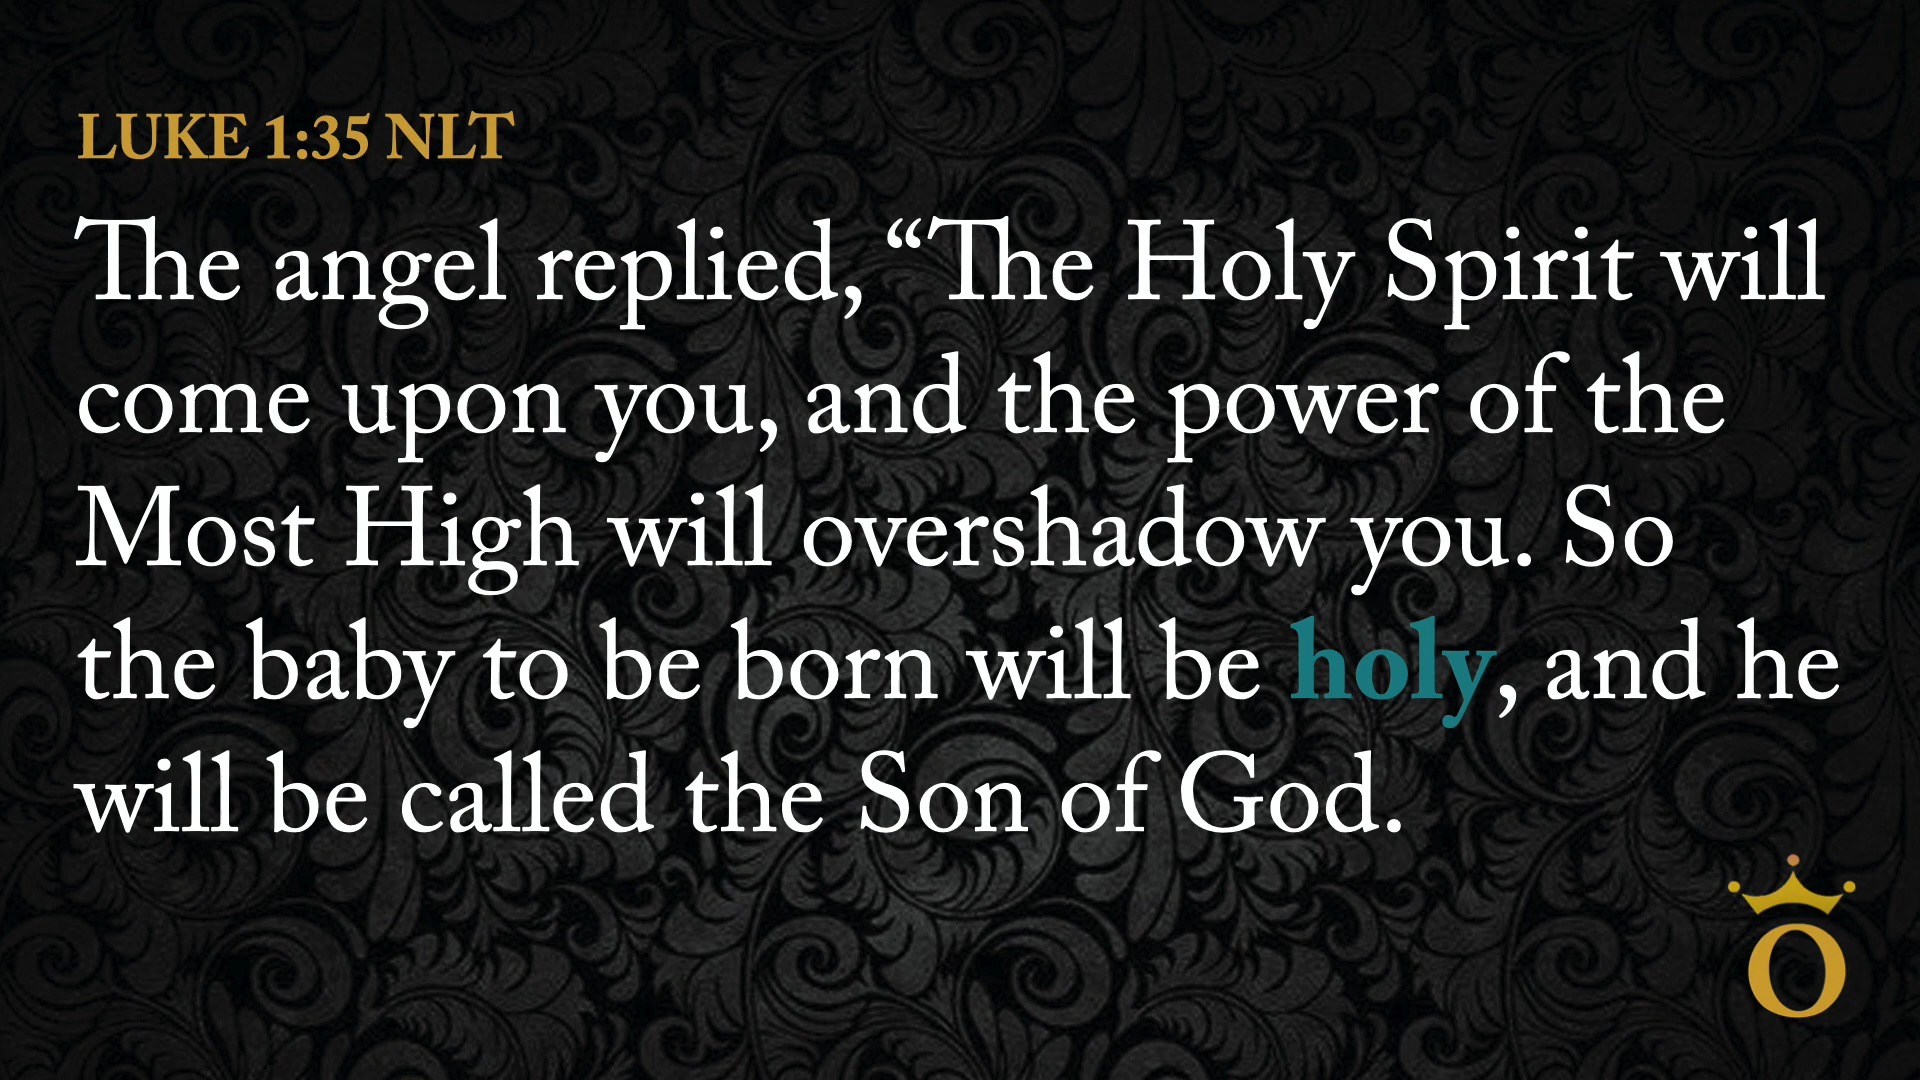 LUKE 1:35 NLT
The angel replied, “The Holy Spirit will
come upon you, and the power of the
Most High will overshadow you. So
the baby to be born will be holy, and he
will be called the Son of God.
O